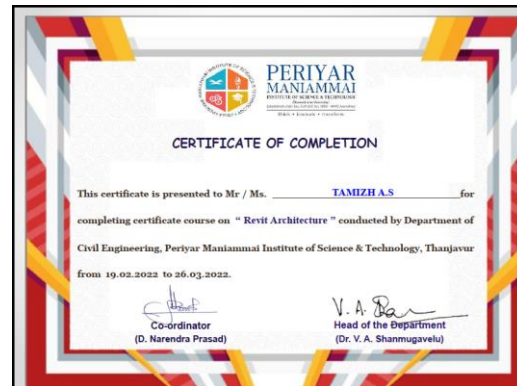 PERIYAR
MANIAMMAI
INSTITUTE OF SCIENCE & TECHNOLOGY
CERTIFICATE OF COMPLETION
This certificate is presented to Mr / Ms. TAMIZH A.S for
completing certificate course on “ Revit Architecture ” conducted by Department of
Civil Engineering, Periyar Maniammai Institute of Science & Technology, Thanjavur
from 19.02.2022 to 26.03.2022.
V. A.
Co-ordinator
(D. Narendra Prasad)
Head of the Department
(Dr. V. A. Shanmugavelu)